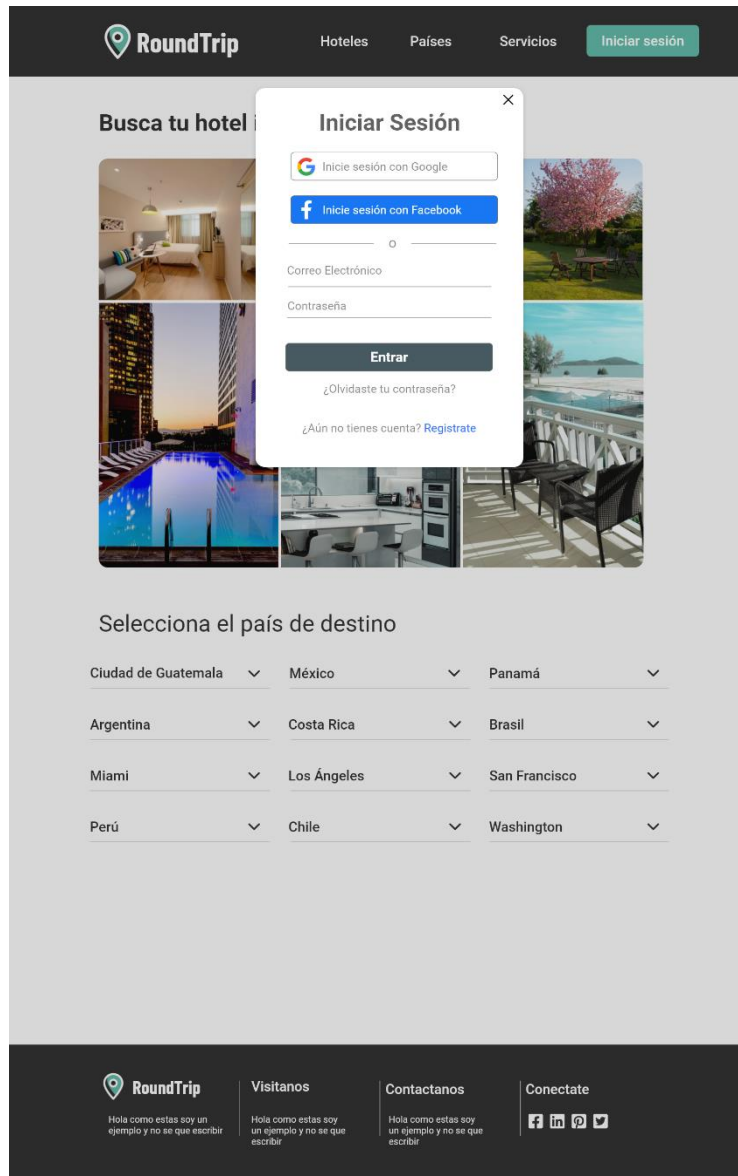 RoundTrip
Hoteles
Países
Servicios
Iniciar sesión
Busca tu hotel
Iniciar Sesión
Inicie sesión con Google
Inicie sesión con Facebook
o
Correo Electrónico
Contraseña
Entrar
¿Olvidaste tu contraseña?
¿Aún no tienes cuenta? Registrate
Selecciona el país de destino
Ciudad de Guatemala
México
Panamá
Argentina
Costa Rica
Brasil
Miami
Los Ángeles
San Francisco
Perú
Chile
Washington
RoundTrip
Hola como estas soy un
ejemplo y no se que escribir
Visitanos
Hola como estas soy
un ejemplo y no se que
escribir
Contactanos
Hola como estas soy
un ejemplo y no se que
escribir
Conectate